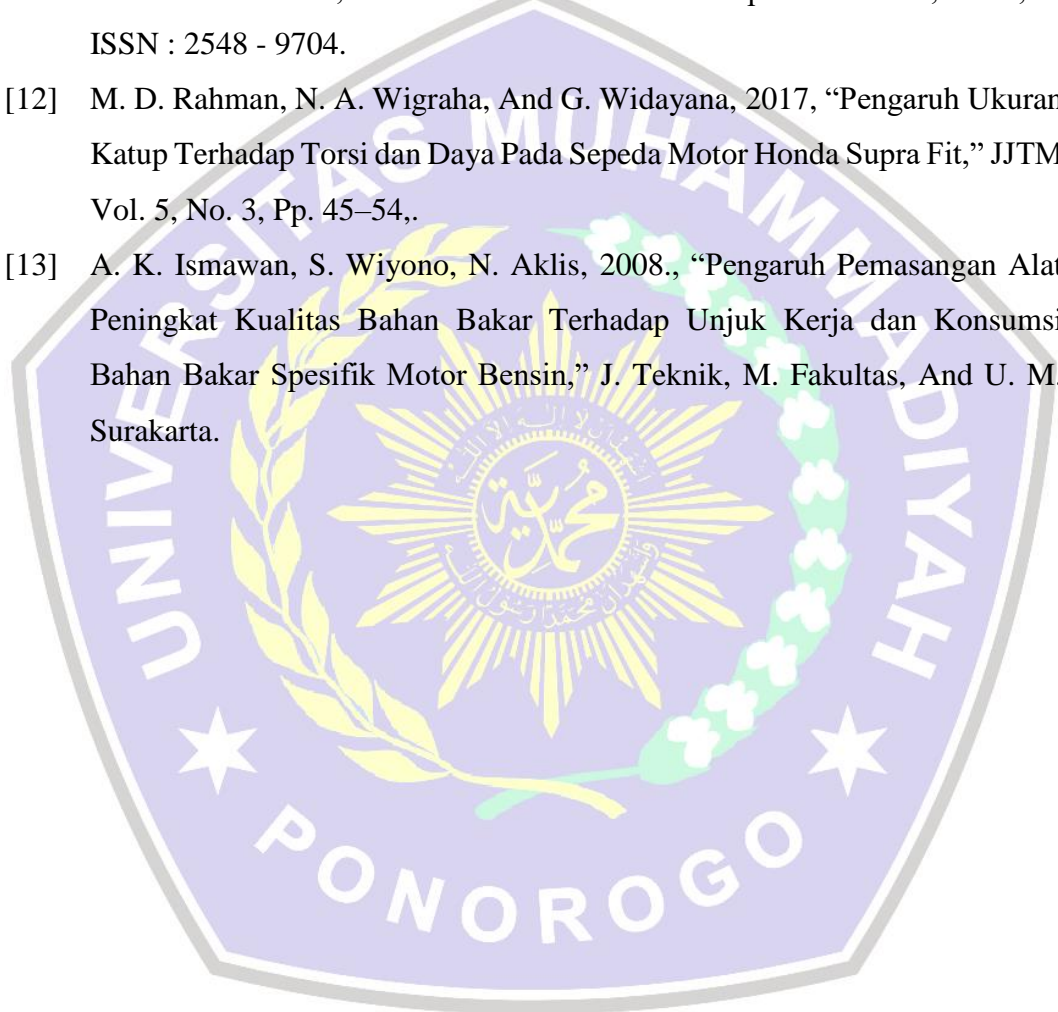 ISSN : 2548 - 9704.
[12] M. D. Rahman, N. A. Wigraha, And G. Widayana, 2017, “Pengaruh Ukuran
Katup Terhadap Torsi dan Daya Pada Sepeda Motor Honda Supra Fit,” JJTM
Vol. 5, No. 3, Pp. 45–54,.
[13] A. K. Ismawan, S. Wiyono, N. Aklis, 2008., “Pengaruh Pemasangan Alat
Peningkat Kualitas Bahan Bakar Terhadap Unjuk Kerja dan Konsumsi
Bahan Bakar Spesifik Motor Bensin,” J. Teknik, M. Fakultas, And U. M.
Surakarta.
UNIVERSITAS MUHAMMADIYAH
PONOROGO
محمدية